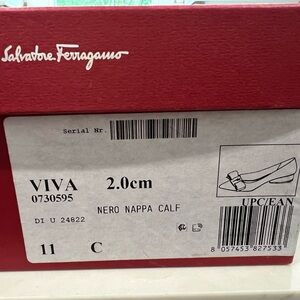 Salvatore Ferragamo
Serial Nr.
VIVA 2.0cm
0730595
NERO NAPPA CALF
DI U 24822
UPC/EAN
11 C
8 057453 827533